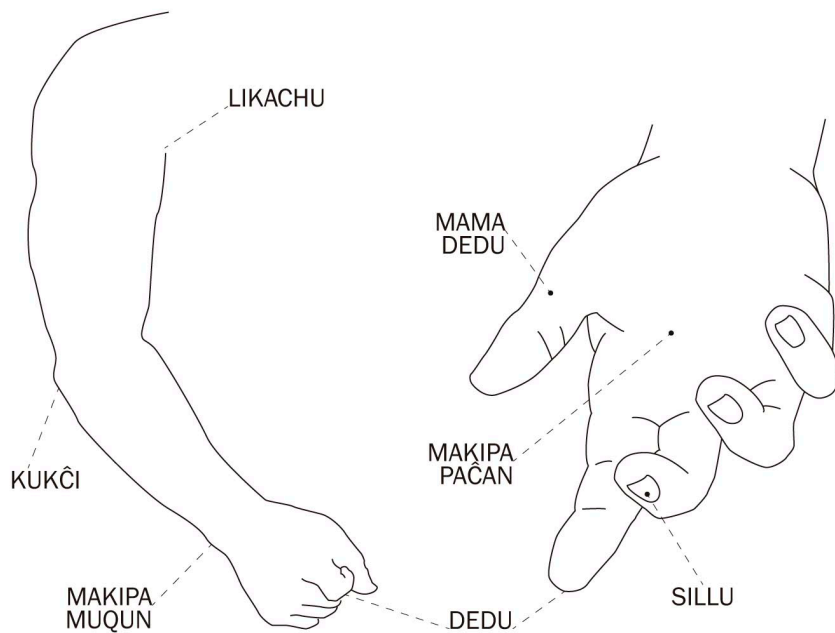 LIKACHU
MAMA
DEDU
MAKIPA
PAĈAN
KUKĈI
MAKIPA
MUQUN
DEDU
SILLU